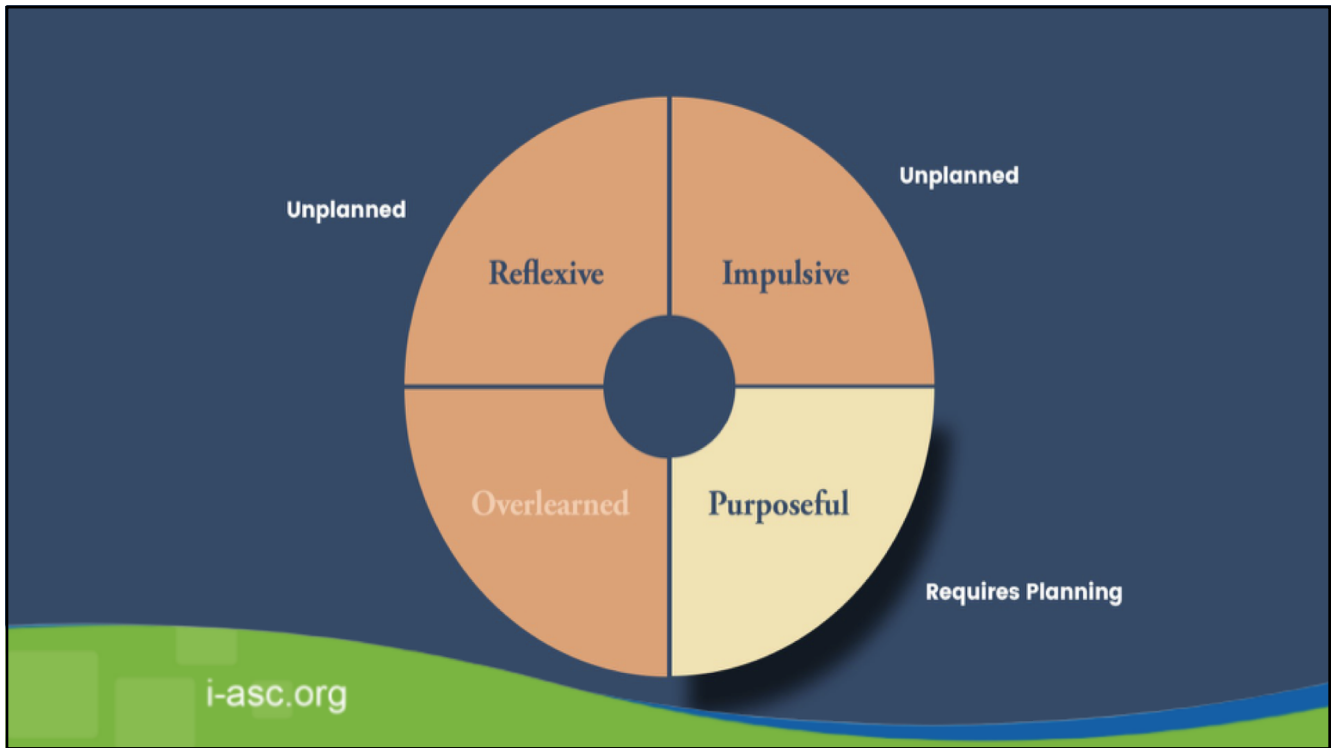 Unplanned
Unplanned
Reflexive
Impulsive
Overlearned
Purposeful
Requires Planning
i-asc.org